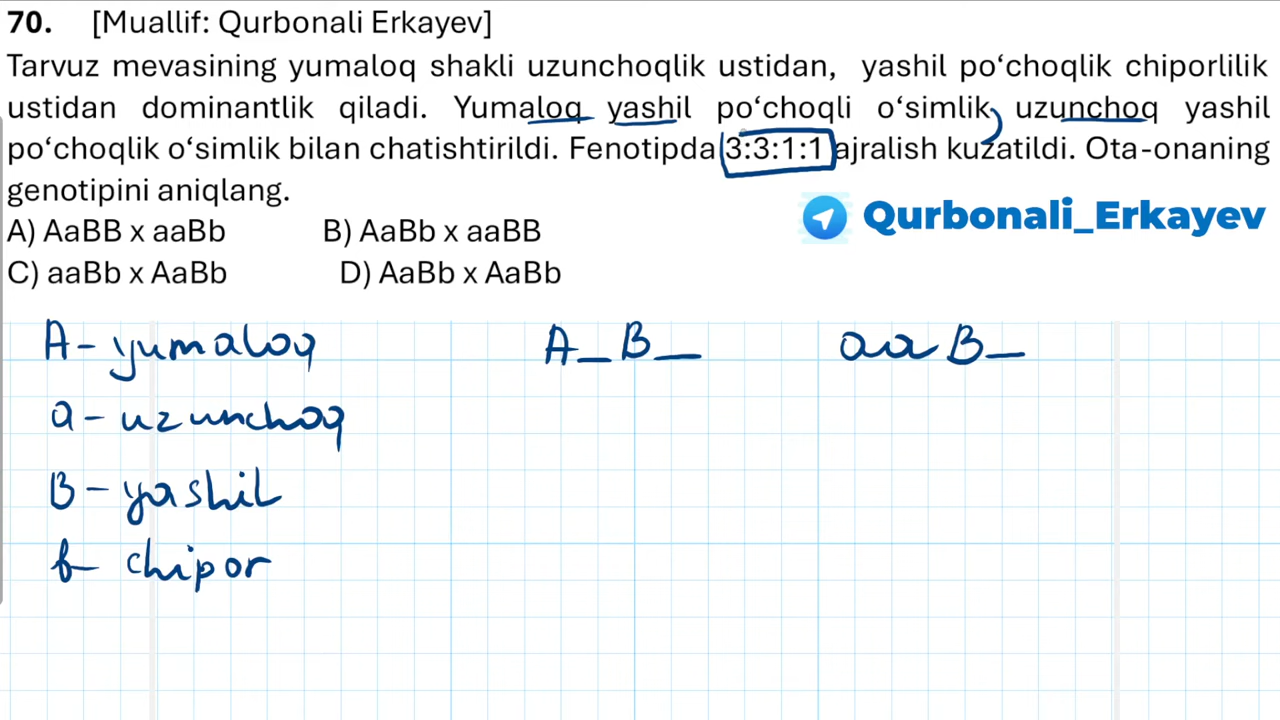 70. [Muallif: Qurbonali Erkayev]
Tarvuz mevasining yumaloq shakli uzunchoqlik ustidan, yashil po‘choqlik chiporlilik
ustidan dominantlik qiladi. Yumaloq yashil po‘choqli o‘simlik uzunchoq yashil
po‘choqlik o‘simlik bilan chatishtirildi. Fenotipda 3:3:1:1 ajralish kuzatildi. Ota-onaning
genotipini aniqlang.
Qurbonali_Erkayev
A) AaBB x aaBb B) AaBb x aaBB
C) aaBb x AaBb D) AaBb x AaBb
A – yumaloq A_B_ aaB_
a – uzunchoq
B – yashil
b – chipor